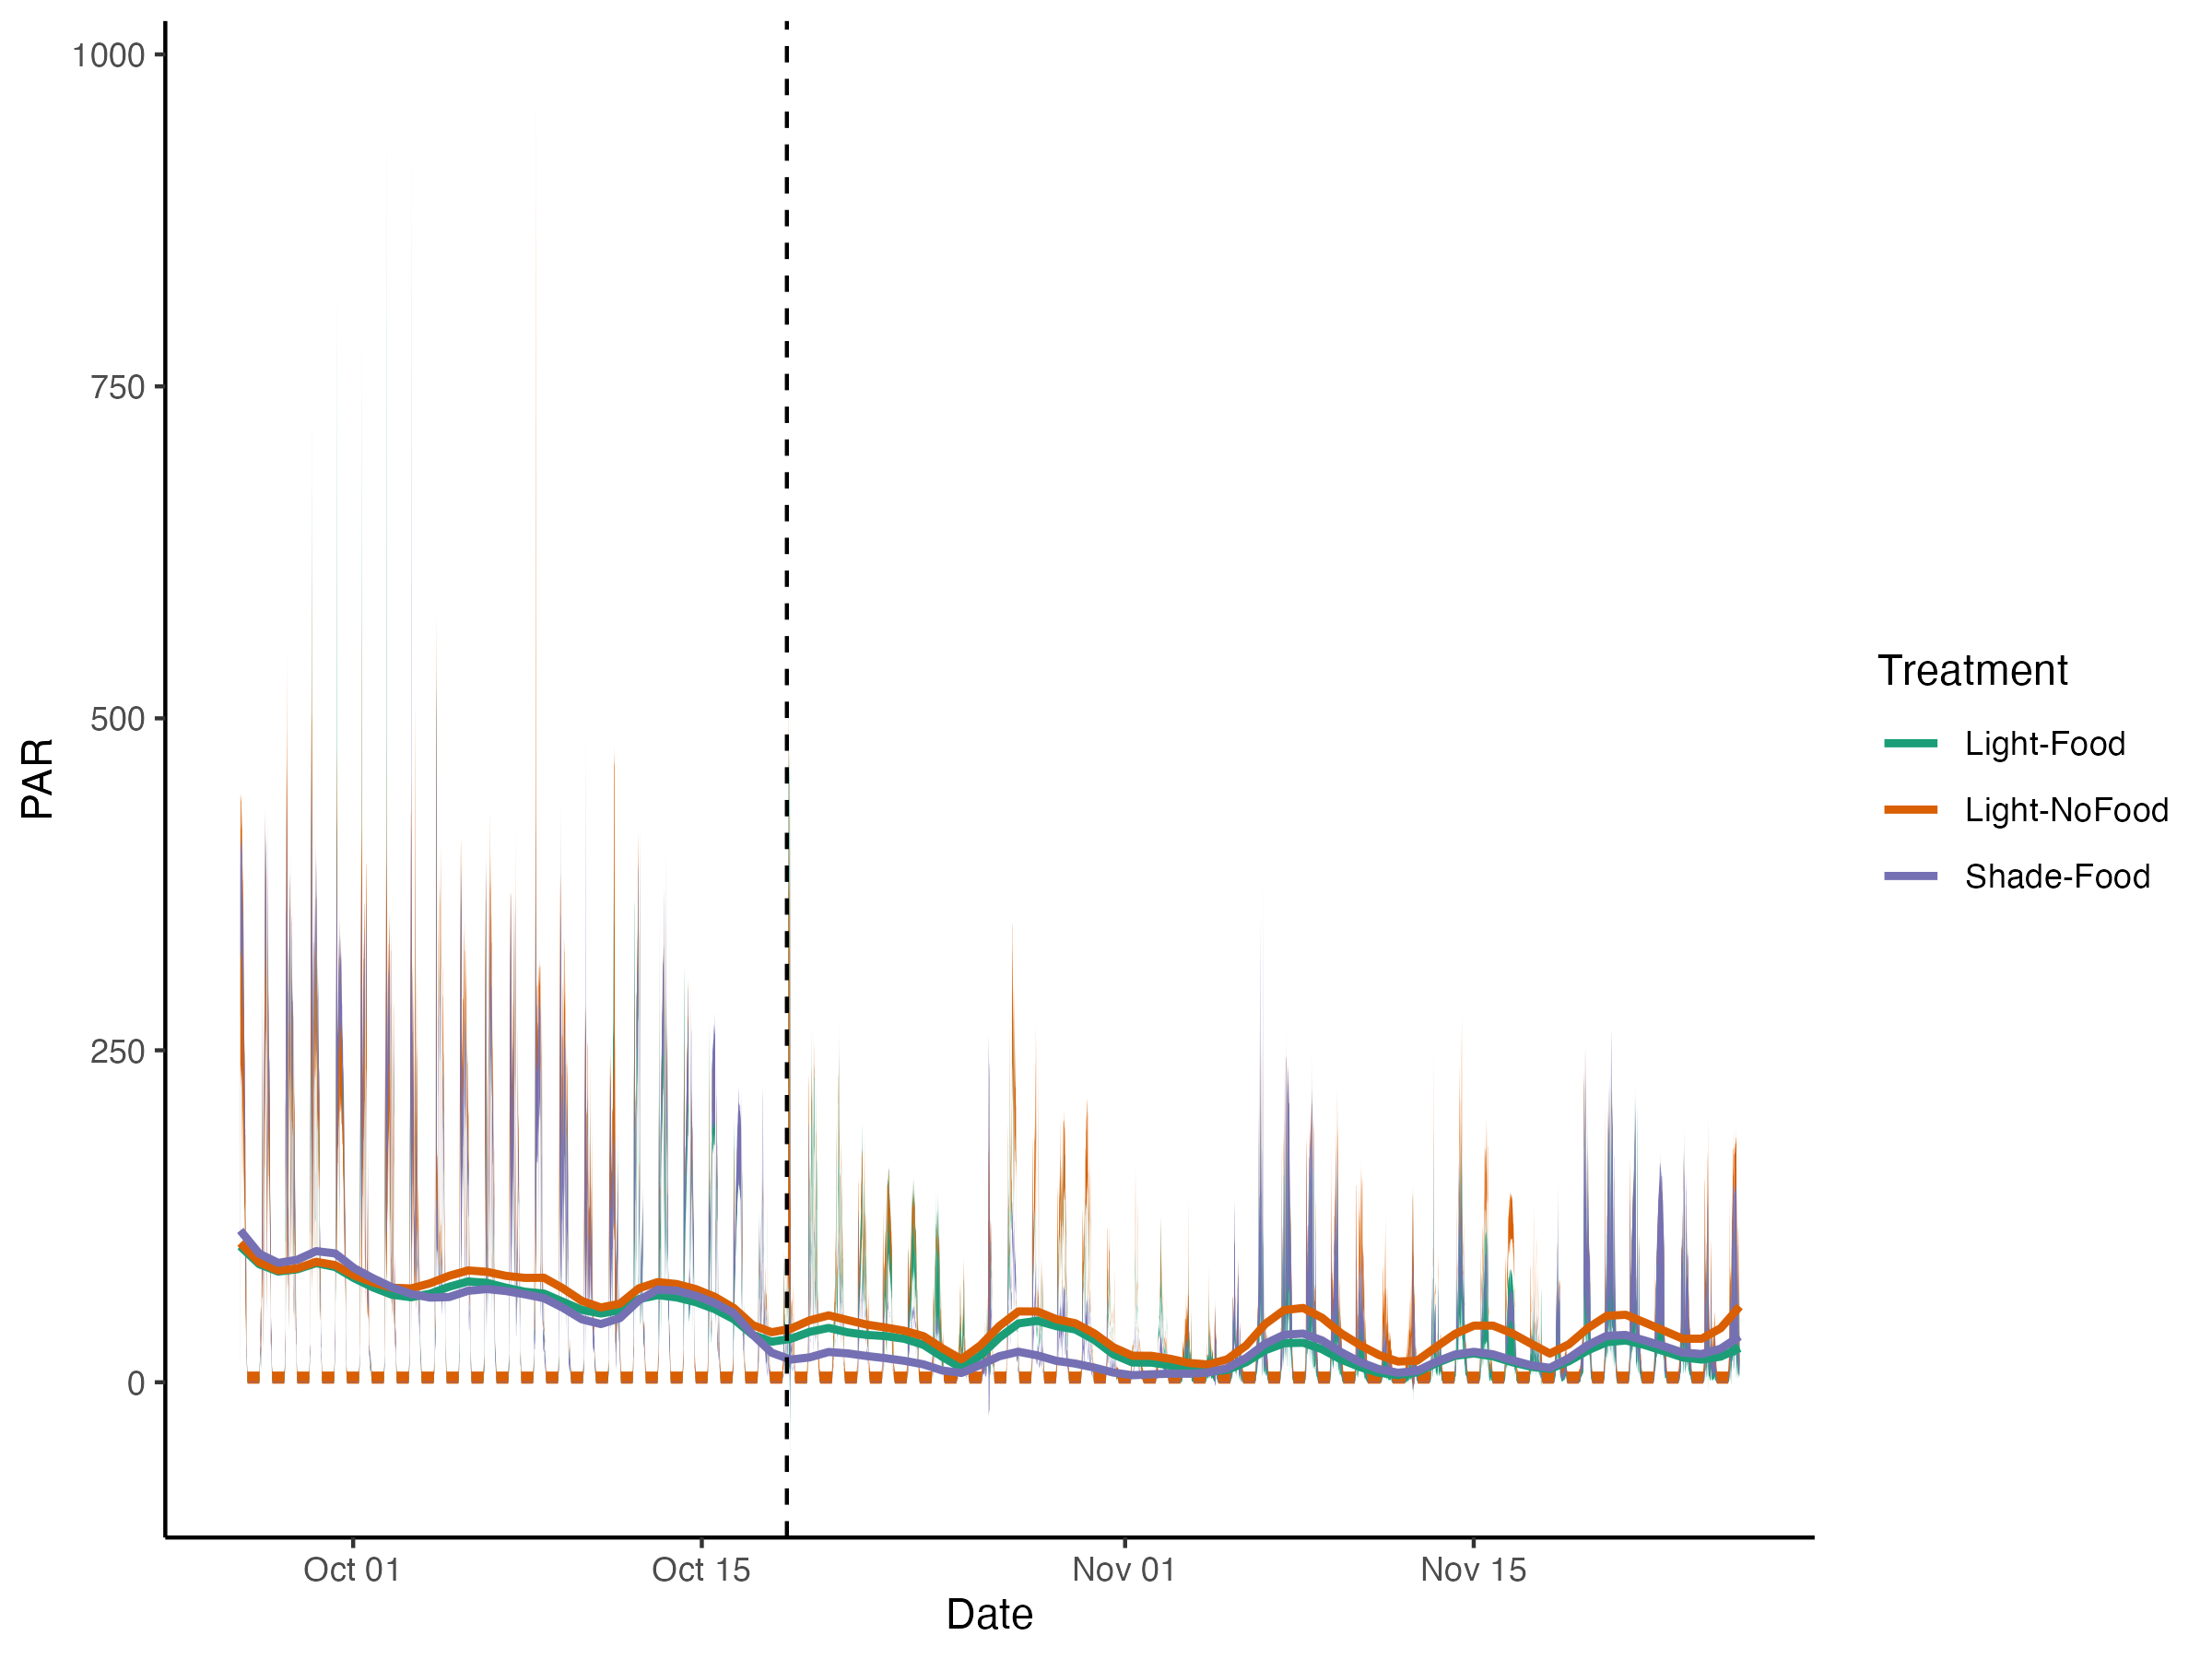 1000
750
500
250
0
PAR
Oct 01
Oct 15
Nov 01
Nov 15
Date
Treatment
Light-Food
Light-NoFood
Shade-Food